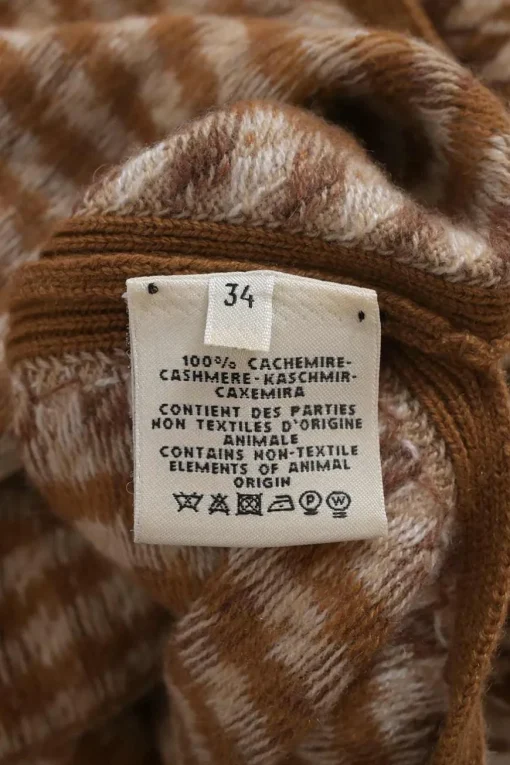 34
100% CACHEMIRE-
CASHMERE-KASCHMIR-
CAXEMIRA
CONTIENT DES PARTIES
NON TEXTILES D'ORIGINE
ANIMALE
CONTAINS NON-TEXTILE
ELEMENTS OF ANIMAL
ORIGIN
P W